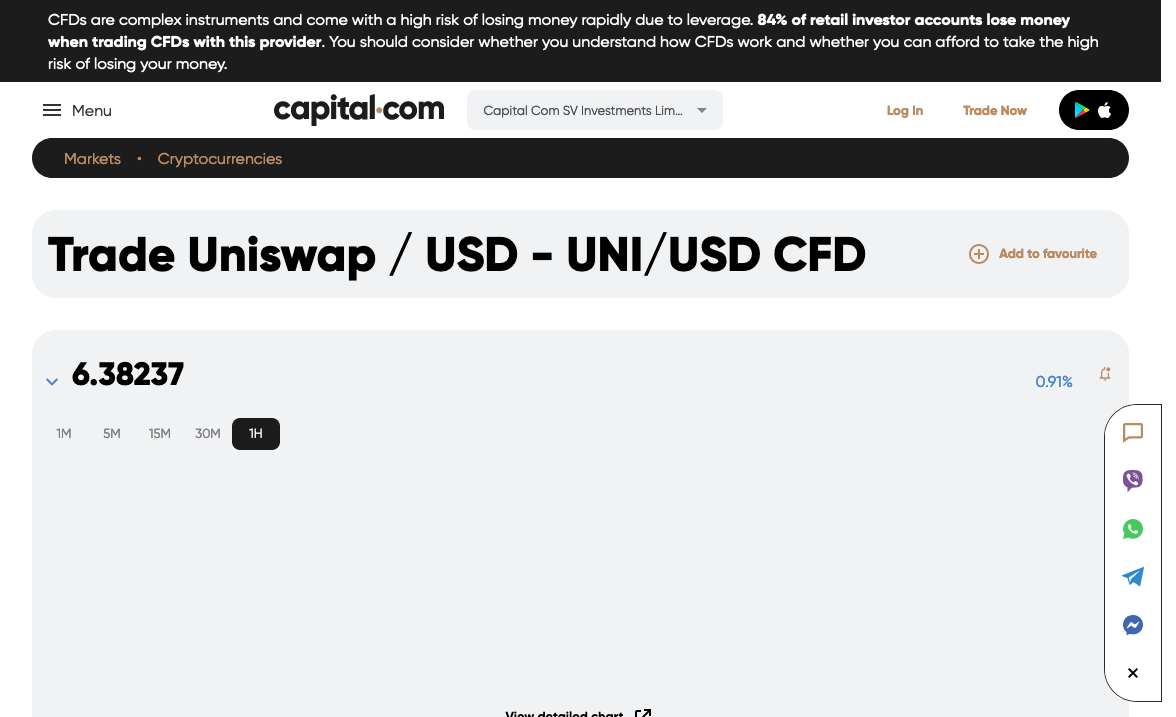 CFDs are complex instruments and come with a high risk of losing money rapidly due to leverage. 84% of retail investor accounts lose money
when trading CFDs with this provider. You should consider whether you understand how CFDs work and whether you can afford to take the high
risk of losing your money.
Menu
capital.com
Capital Com SV Investments Lim...
Log In
Trade Now
Markets · Cryptocurrencies
Trade Uniswap / USD - UNI/USD CFD
Add to favourite
6.38237
0.91%
1M 5M 15M 30M 1H
View detailed chart